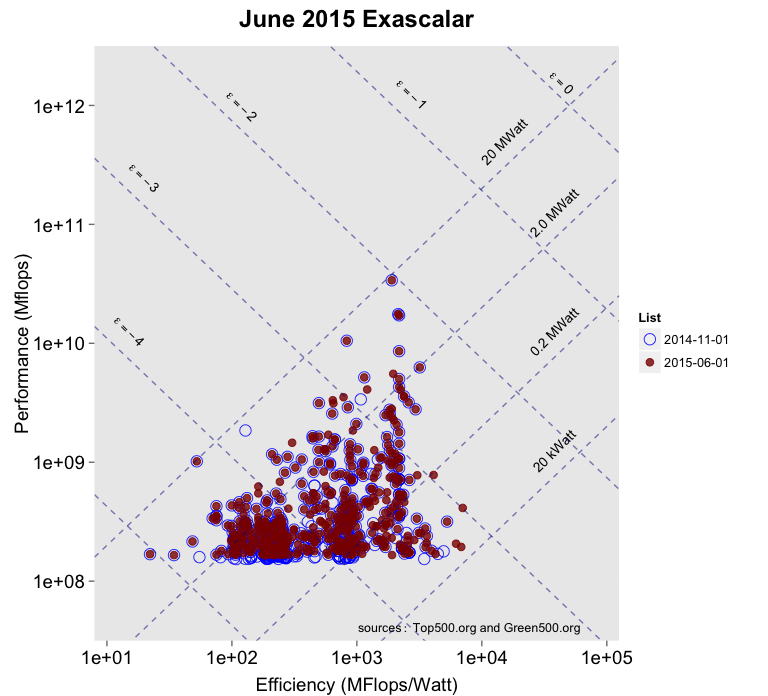 June 2015 Exascalar
Performance (Mflops)
1e+12
1e+11
1e+10
1e+09
1e+08
ε = −2
ε = −1
ε = 0
ε = −3
ε = −4
20 MWatt
2.0 MWatt
0.2 MWatt
20 kWatt
sources : Top500.org and Green500.org
1e+01
1e+02
1e+03
1e+04
1e+05
Efficiency (MFlops/Watt)
List
2014-11-01
2015-06-01